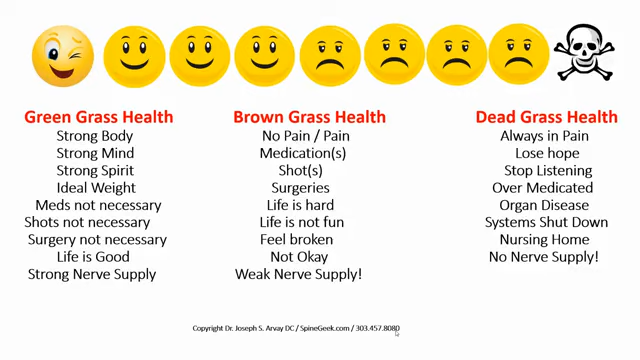 Green Grass Health
Strong Body
Strong Mind
Strong Spirit
Ideal Weight
Meds not necessary
Shots not necessary
Surgery not necessary
Life is Good
Strong Nerve Supply
Brown Grass Health
No Pain / Pain
Medication(s)
Shot(s)
Surgeries
Life is hard
Life is not fun
Feel broken
Not Okay
Weak Nerve Supply!
Dead Grass Health
Always in Pain
Lose hope
Stop Listening
Over Medicated
Organ Disease
Systems Shut Down
Nursing Home
No Nerve Supply!
Copyright Dr. Joseph S. Arvay DC / SpineGeek.com / 303.457.8080